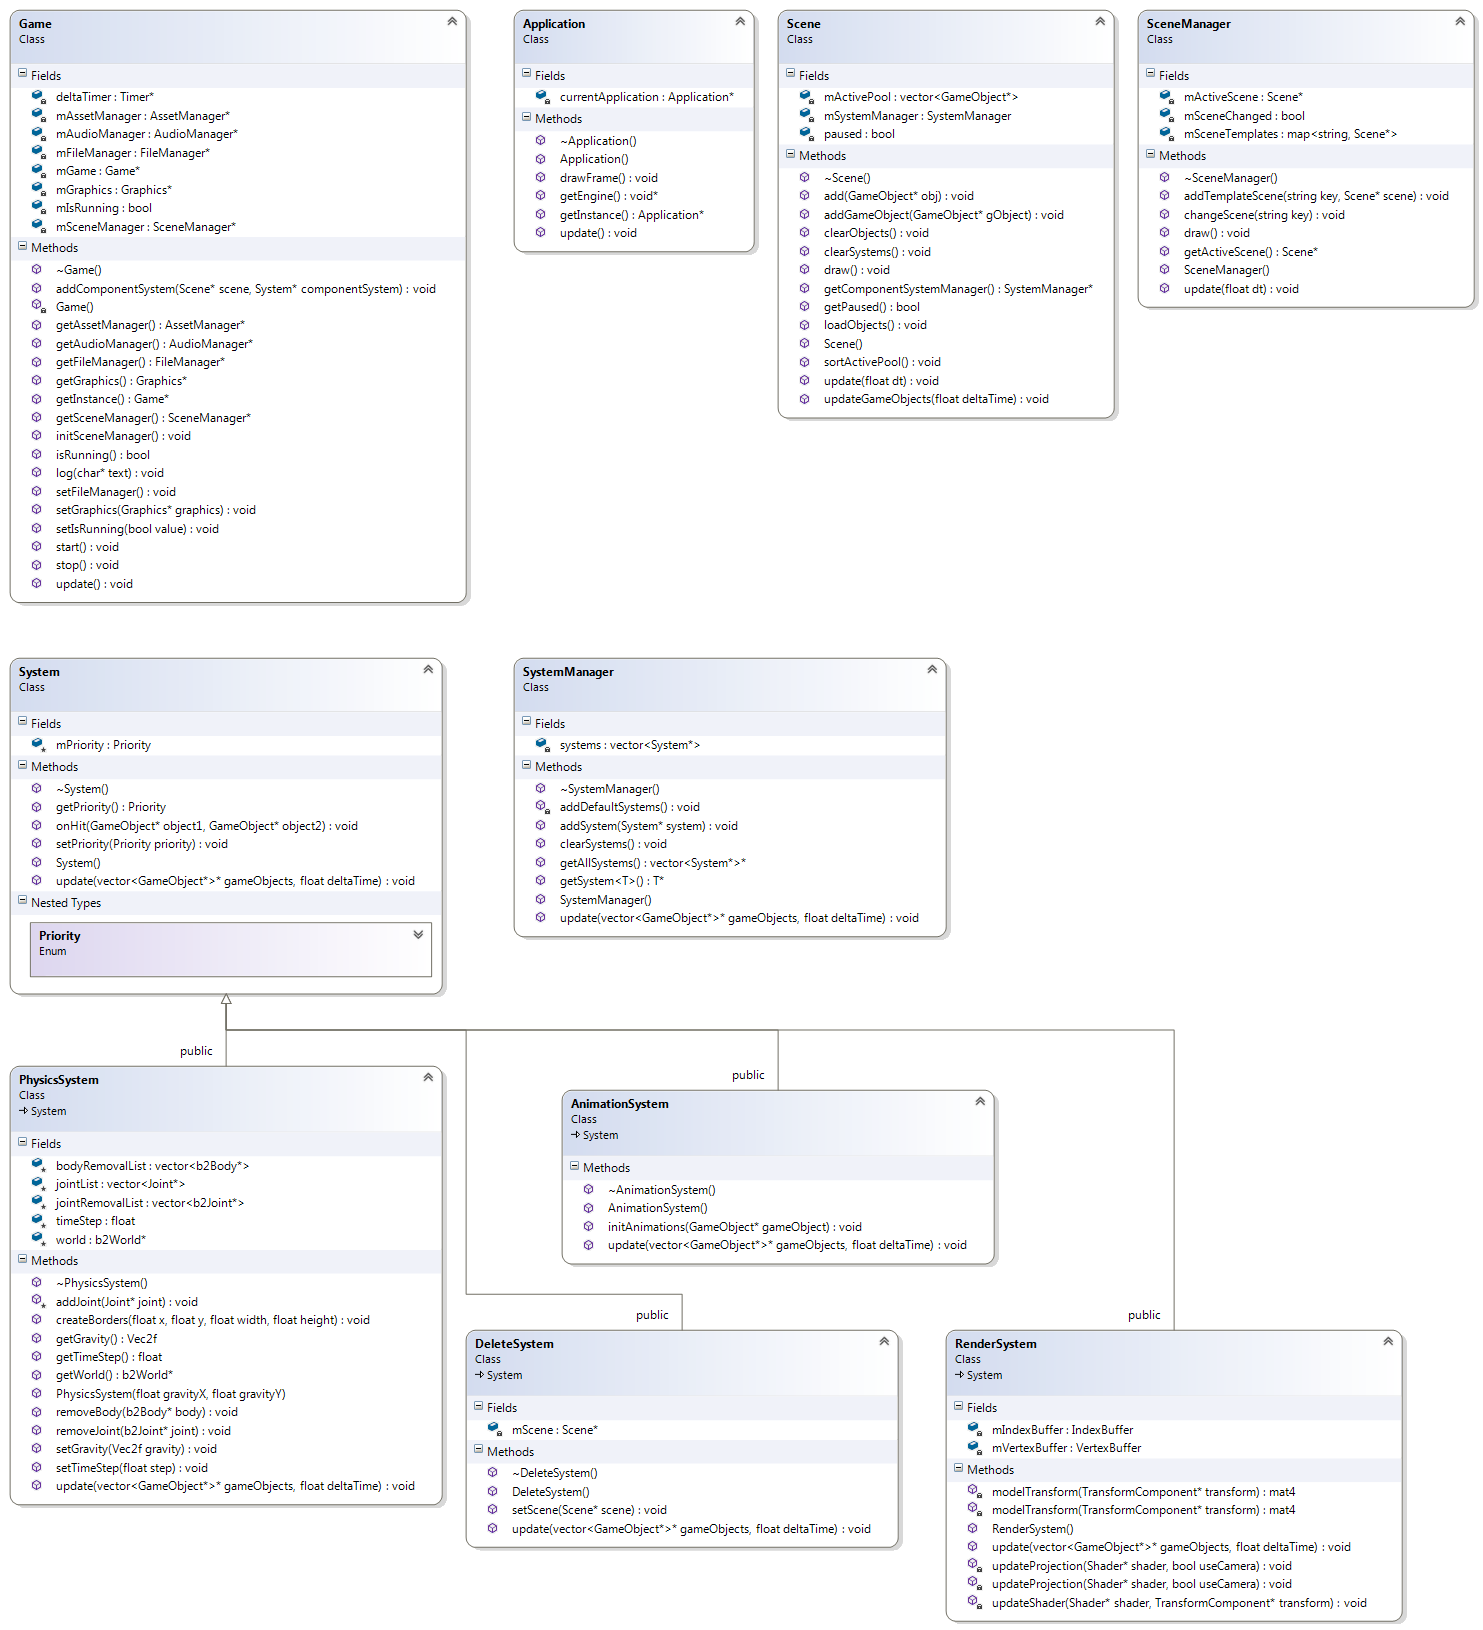 Game
Class
Fields
deltaTimer : Timer*
mAssetManager : AssetManager*
mAudioManager : AudioManager*
mFileManager : FileManager*
mGame : Game*
mGraphics : Graphics*
mIsRunning : bool
mSceneManager : SceneManager*
Methods
~Game()
addComponentSystem(Scene* scene, System* componentSystem) : void
Game()
getAssetManager() : AssetManager*
getAudioManager() : AudioManager*
getFileManager() : FileManager*
getGraphics() : Graphics*
getInstance() : Game*
getSceneManager() : SceneManager*
initSceneManager() : void
isRunning() : bool
log(char* text) : void
setFileManager() : void
setGraphics(Graphics* graphics) : void
setIsRunning(bool value) : void
start() : void
stop() : void
update() : void
Application
Class
Fields
currentApplication : Application*
Methods
~Application()
Application()
drawFrame() : void
getEngine() : void*
getInstance() : Application*
update() : void
Scene
Class
Fields
mActivePool : vector<GameObject*>
mSystemManager : SystemManager
paused : bool
Methods
~Scene()
add(GameObject* obj) : void
addGameObject(GameObject* gObject) : void
clearObjects() : void
clearSystems() : void
draw() : void
getComponentSystemManager() : SystemManager*
getPaused() : bool
loadObjects() : void
Scene()
sortActivePool() : void
update(float dt) : void
updateGameObjects(float deltaTime) : void
SceneManager
Class
Fields
mActiveScene : Scene*
mSceneChanged : bool
mSceneTemplates : map<string, Scene*>
Methods
~SceneManager()
addTemplateScene(string key, Scene* scene) : void
changeScene(string key) : void
draw() : void
getActiveScene() : Scene*
SceneManager()
update(float dt) : void
System
Class
Fields
mPriority : Priority
Methods
~System()
getPriority() : Priority
onHit(GameObject* object1, GameObject* object2) : void
setPriority(Priority priority) : void
System()
update(vector<GameObject*>* gameObjects, float deltaTime) : void
Nested Types
Priority
Enum
SystemManager
Class
Fields
systems : vector<System*>
Methods
~SystemManager()
addDefaultSystems() : void
addSystem(System* system) : void
clearSystems() : void
getAllSystems() : vector<System*>*
getSystem<T>() : T*
SystemManager()
update(vector<GameObject*>* gameObjects, float deltaTime) : void
public
PhysicsSystem
Class
System
Fields
bodyRemovalList : vector<b2Body*>
jointList : vector<Joint*>
jointRemovalList : vector<b2Joint*>
timeStep : float
world : b2World*
Methods
~PhysicsSystem()
addJoint(Joint* joint) : void
createBorders(float x, float y, float width, float height) : void
getGravity() : Vec2f
getTimeStep() : float
getWorld() : b2World*
PhysicsSystem(float gravityX, float gravityY)
removeBody(b2Body* body) : void
removeJoint(b2Joint* joint) : void
setGravity(Vec2f gravity) : void
setTimeStep(float step) : void
update(vector<GameObject*>* gameObjects, float deltaTime) : void
public
AnimationSystem
Class
System
Methods
~AnimationSystem()
AnimationSystem()
initAnimations(GameObject* gameObject) : void
update(vector<GameObject*>* gameObjects, float deltaTime) : void
public
DeleteSystem
Class
System
Fields
mScene : Scene*
Methods
~DeleteSystem()
DeleteSystem()
setScene(Scene* scene) : void
update(vector<GameObject*>* gameObjects, float deltaTime) : void
public
RenderSystem
Class
System
Fields
mIndexBuffer : IndexBuffer
mVertexBuffer : VertexBuffer
Methods
modelTransform(TransformComponent* transform) : mat4
modelTransform(TransformComponent* transform) : mat4
RenderSystem()
update(vector<GameObject*>* gameObjects, float deltaTime) : void
updateProjection(Shader* shader, bool useCamera) : void
updateProjection(Shader* shader, bool useCamera) : void
updateShader(Shader* shader, TransformComponent* transform) : void